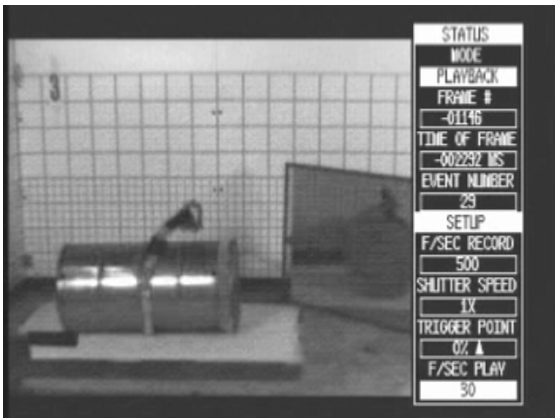 3
STATUS
MODE
PLAYBACK
FRAME #
-01146
TIME OF FRAME
-002292 MS
EVENT NUMBER
29
SETUP
F/SEC RECORD
500
SHUTTER SPEED
1X
TRIGGER POINT
0% ▲
F/SEC PLAY
30